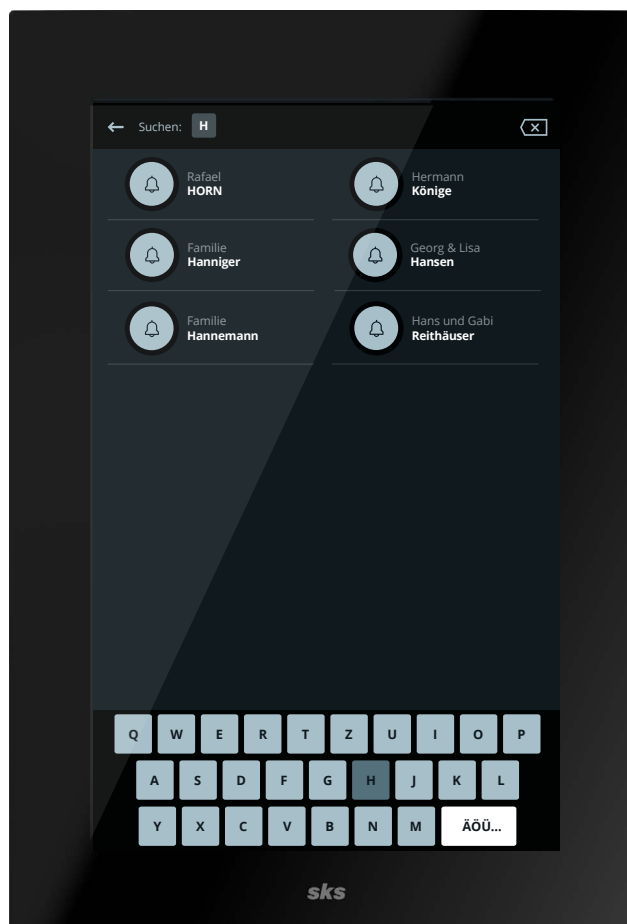 Suchen: H
Rafael
HORN
Hermann
Könige
Familie
Hanniger
Georg & Lisa
Hansen
Familie
Hannemann
Hans und Gabi
Reithäuser
Q W E R T Z U I O P
A S D F G H J K L
Y X C V B N M ÄÖÜ...
sks